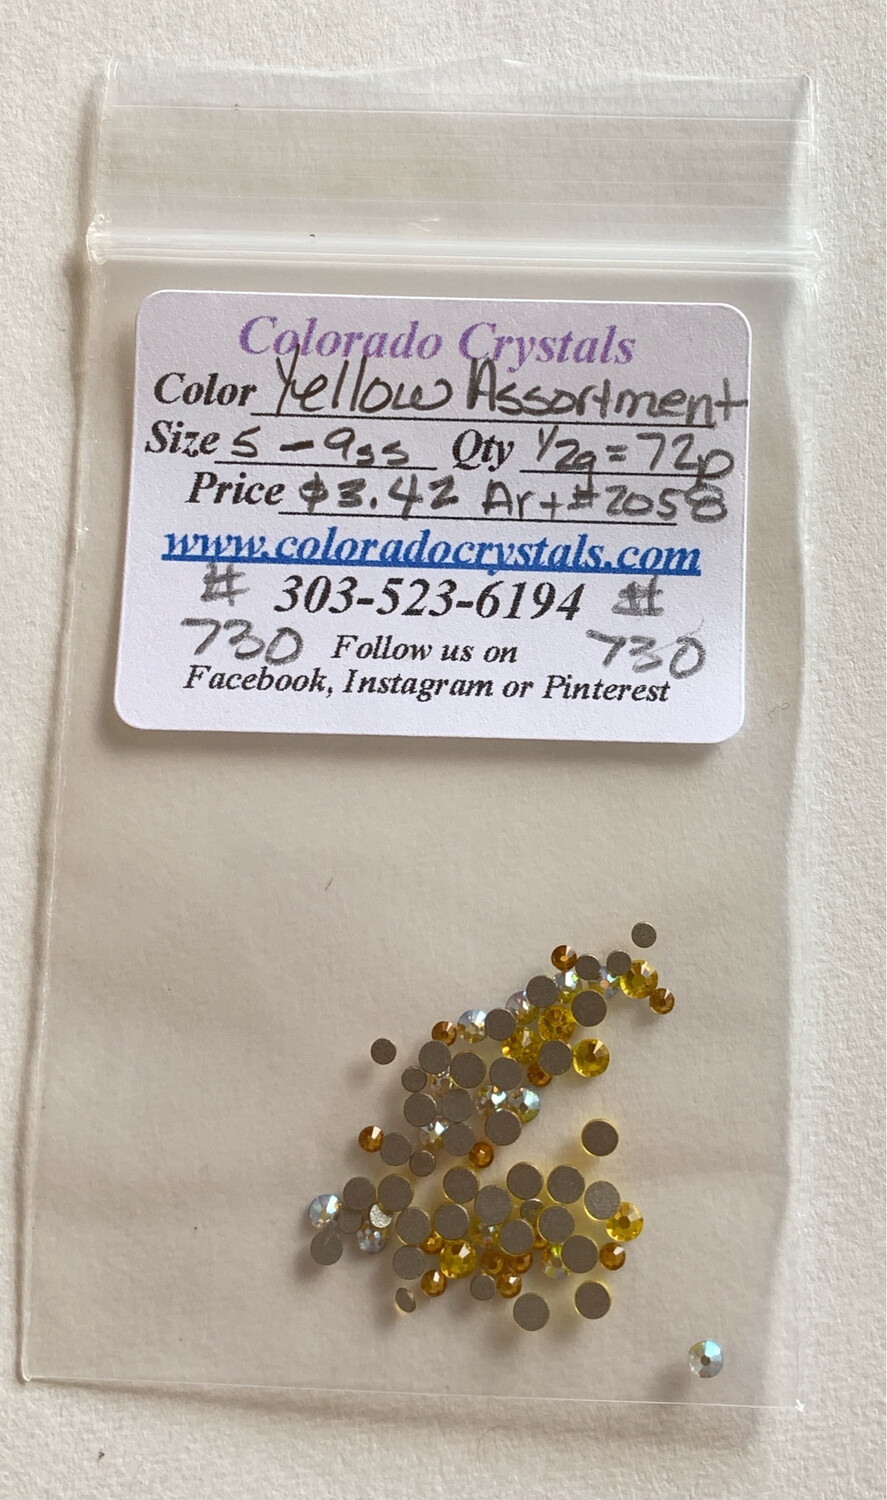 Colorado Crystals
Color Yellow Assortment
Size 5 - 9ss Qty 1/2g = 72p
Price $3.42 Art #2058
www.coloradocrystals.com
# 303-523-6194 #
730 Follow us on 730
Facebook, Instagram or Pinterest